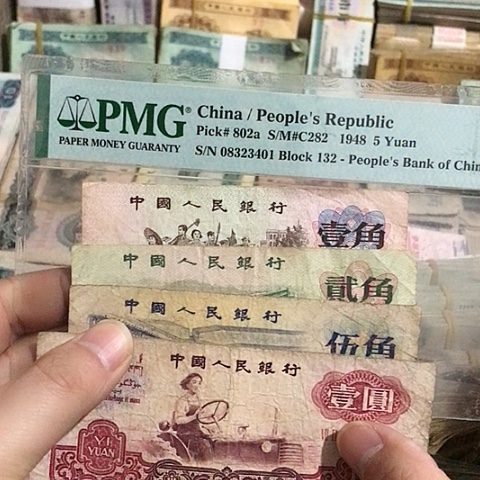 PMG®
PAPER MONEY GUARANTY
China / People's Republic
Pick# 802a S/M#C282 1948 5 Yuan
S/N 08323401 Block 132 - People's Bank of Chin
中國人民銀行
壹角
中國人民銀行
貳角
中國人民銀行
伍角
中國人民銀行
壹圓
YI
YUAN